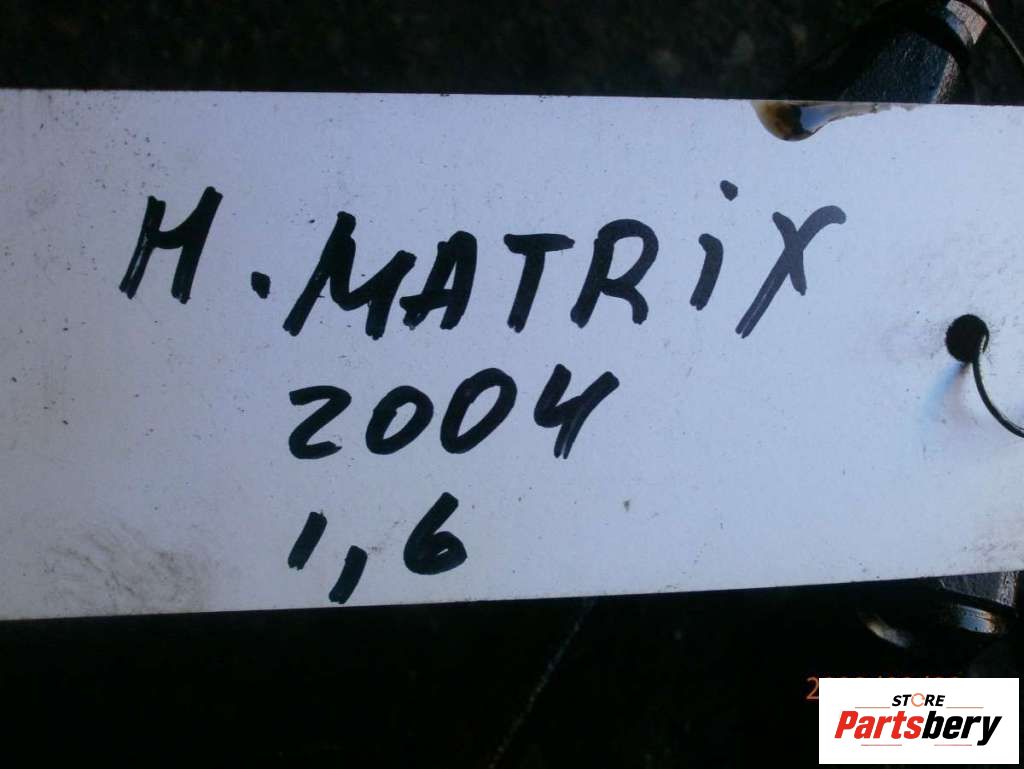 H. MATRiX
2004
1,6
STORE
Partsbery